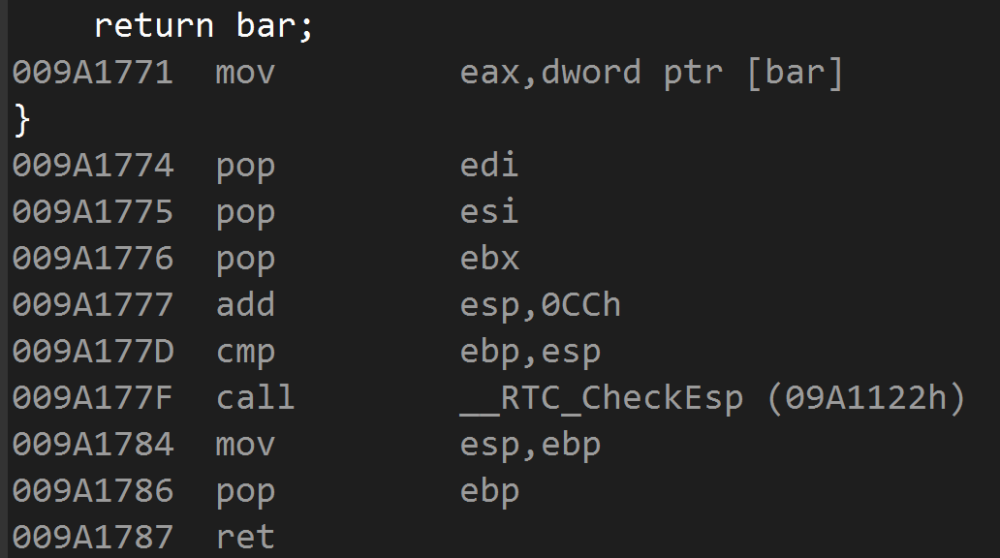 return bar;
009A1771 mov eax,dword ptr [bar]
}
009A1774 pop edi
009A1775 pop esi
009A1776 pop ebx
009A1777 add esp,0CCh
009A177D cmp ebp,esp
009A177F call __RTC_CheckEsp (09A1122h)
009A1784 mov esp,ebp
009A1786 pop ebp
009A1787 ret